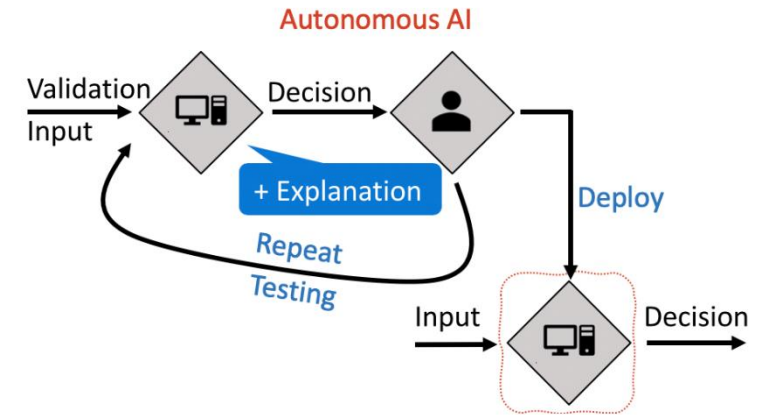 Autonomous AI
Validation
Input
Decision
+ Explanation
Repeat
Testing
Deploy
Input
Decision